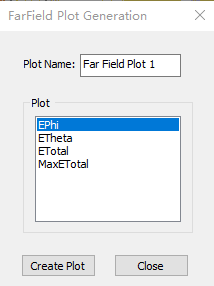 FarField Plot Generation
Plot Name: Far Field Plot 1
Plot
EPhi
ETheta
ETotal
MaxETotal
Create Plot Close